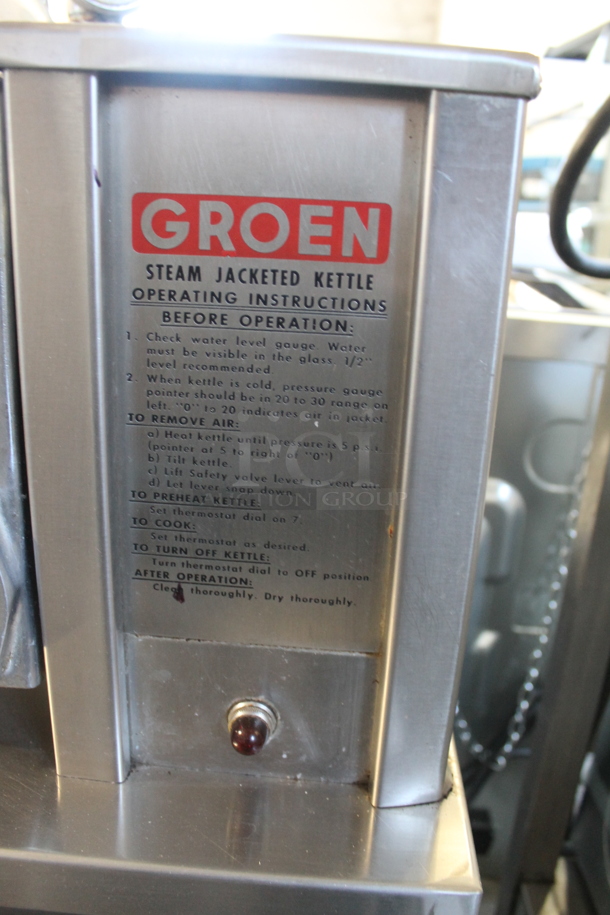 GROEN
STEAM JACKETED KETTLE
OPERATING INSTRUCTIONS
BEFORE OPERATION:
1. Check water level gauge. Water
must be visible in the glass. 1/2"
level recommended.
2. When kettle is cold, pressure gauge
pointer should be in 20 to 30 range on
left. "0" to 20 indicates air in jacket.
TO REMOVE AIR:
a) Heat kettle until pressure is 5 p.s.i.
(pointer at 5 to right of "0")
b) Tilt kettle.
c) Lift Safety valve lever to vent air.
d) Let lever snap down.
TO PREHEAT KETTLE:
Set thermostat dial on 7.
TO COOK:
Set thermostat as desired.
TO TURN OFF KETTLE:
Turn thermostat dial to OFF position.
AFTER OPERATION:
Clean thoroughly. Dry thoroughly.
GROUP